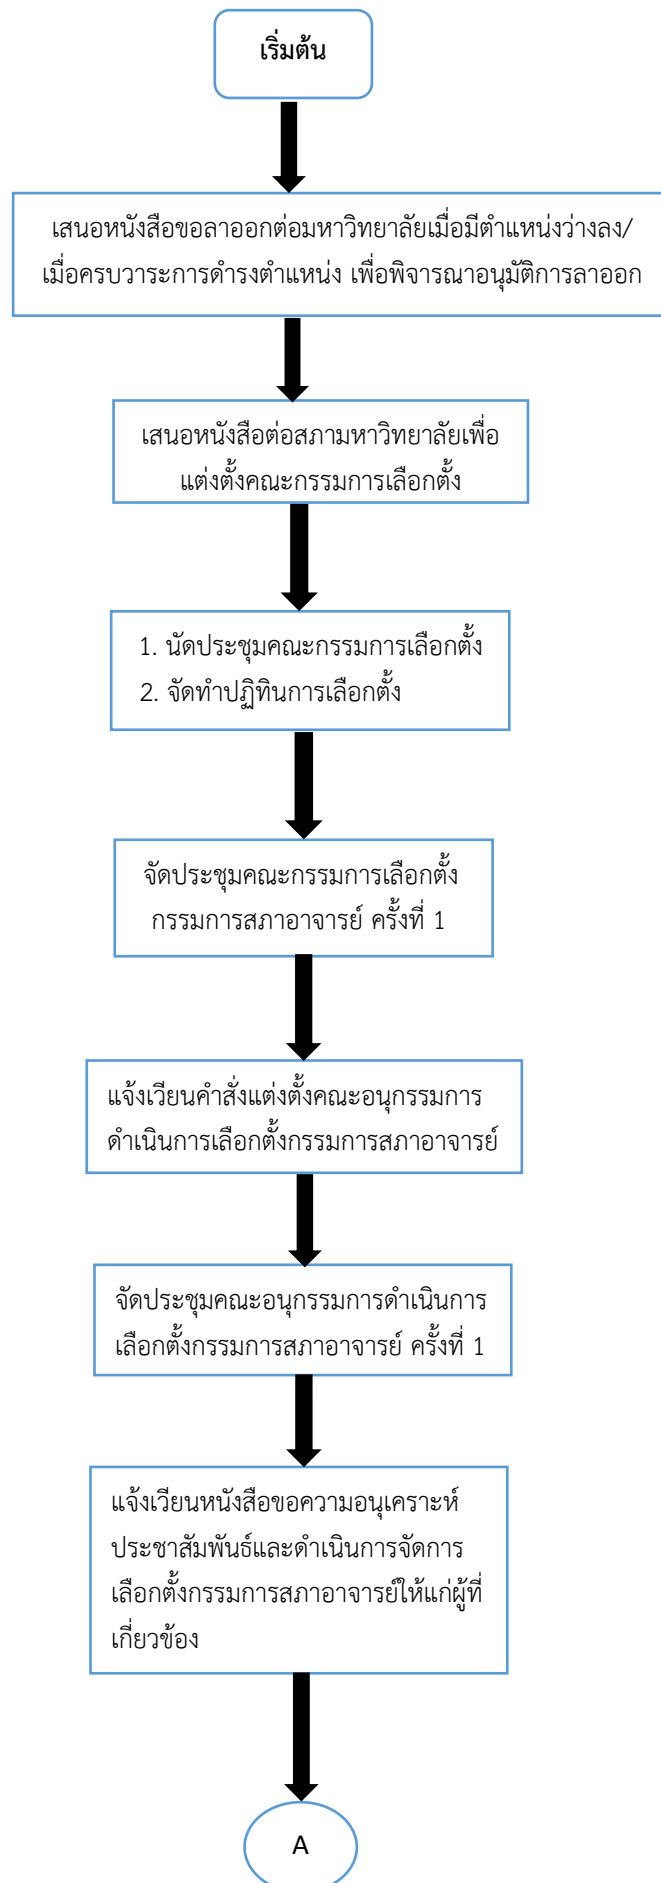 เริ่มต้น
เสนอหนังสือขอลาออกต่อมหาวิทยาลัยเมื่อมีตำแหน่งว่างลง/
เมื่อครบวาระการดำรงตำแหน่ง เพื่อพิจารณาอนุมัติการลาออก
เสนอหนังสือต่อสภามหาวิทยาลัยเพื่อ
แต่งตั้งคณะกรรมการเลือกตั้ง
1. นัดประชุมคณะกรรมการเลือกตั้ง
2. จัดทำปฏิทินการเลือกตั้ง
จัดประชุมคณะกรรมการเลือกตั้ง
กรรมการสภาอาจารย์ ครั้งที่ 1
แจ้งเวียนคำสั่งแต่งตั้งคณะอนุกรรมการ
ดำเนินการเลือกตั้งกรรมการสภาอาจารย์
จัดประชุมคณะอนุกรรมการดำเนินการ
เลือกตั้งกรรมการสภาอาจารย์ ครั้งที่ 1
แจ้งเวียนหนังสือขอความอนุเคราะห์
ประชาสัมพันธ์และดำเนินการจัดการ
เลือกตั้งกรรมการสภาอาจารย์ให้แก่ผู้ที่
เกี่ยวข้อง
A